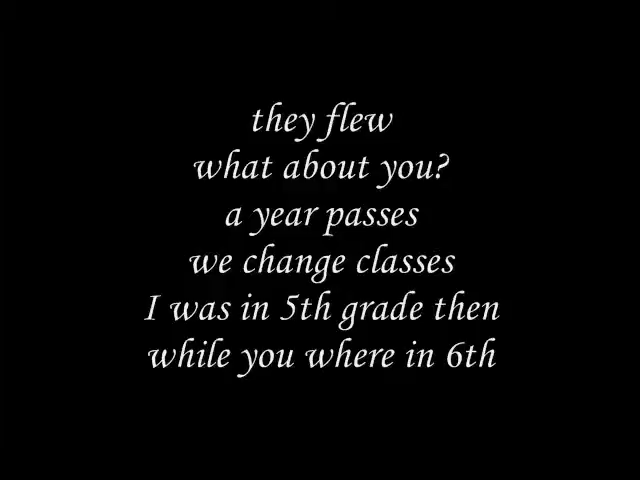 they flew
what about you?
a year passes
we change classes
I was in 5th grade then
while you where in 6th